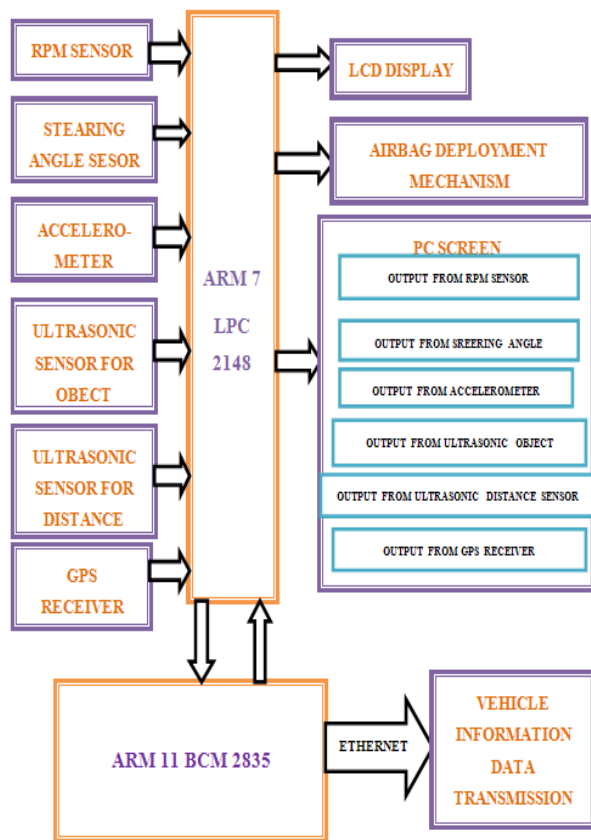 RPM SENSOR
STEARING
ANGLE SESOR
ACCELERO-
METER
ULTRASONIC
SENSOR FOR
OBECT
ULTRASONIC
SENSOR FOR
DISTANCE
GPS
RECEIVER
ARM 7
LPC
2148
LCD DISPLAY
AIRBAG DEPLOYMENT
MECHANISM
PC SCREEN
OUTPUT FROM RPM SENSOR
OUTPUT FROM SREERING ANGLE
OUTPUT FROM ACCELEROMETER
OUTPUT FROM ULTRASONIC OBJECT
OUTPUT FROM ULTRASONIC DISTANCE SENSOR
OUTPUT FROM GPS RECEIVER
ARM 11 BCM 2835
ETHERNET
VEHICLE
INFORMATION
DATA
TRANSMISSION